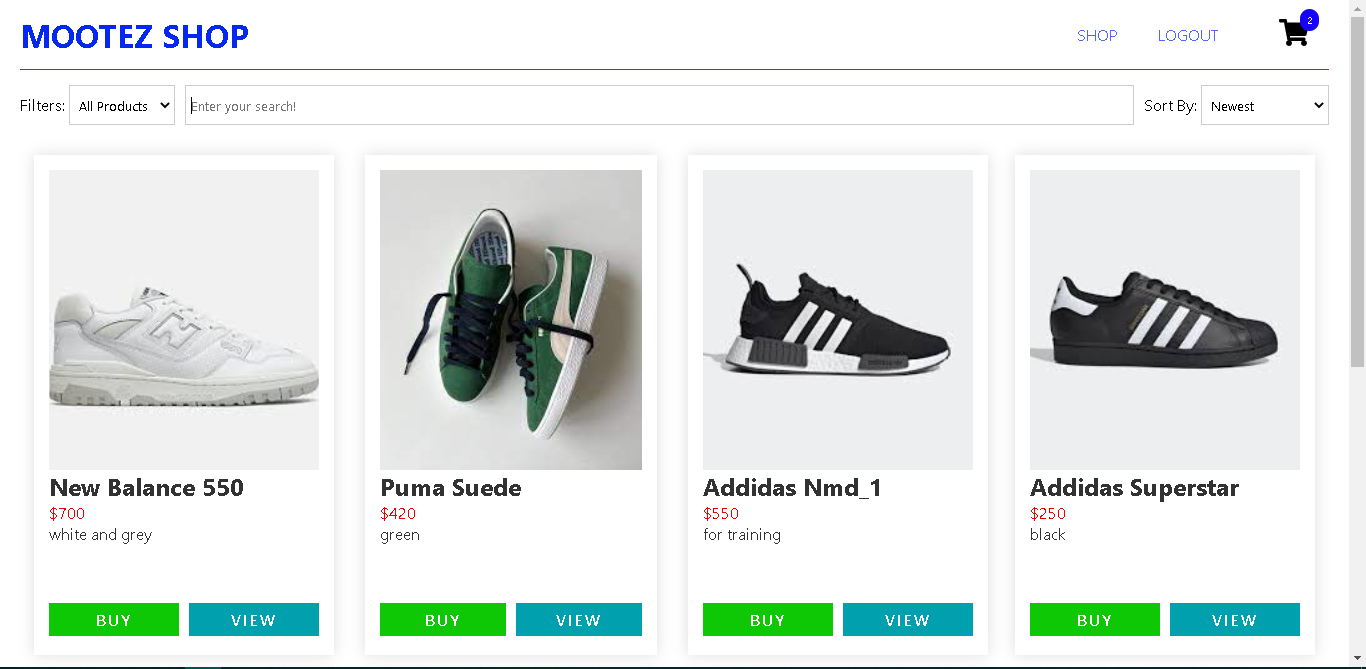 MOOTEZ SHOP
SHOP LOGOUT 2
Filters: All Products Enter your search! Sort By: Newest
New Balance 550
$700
white and grey
BUY VIEW
Puma Suede
$420
green
BUY VIEW
Addidas Nmd_1
$550
for training
BUY VIEW
Addidas Superstar
$250
black
BUY VIEW